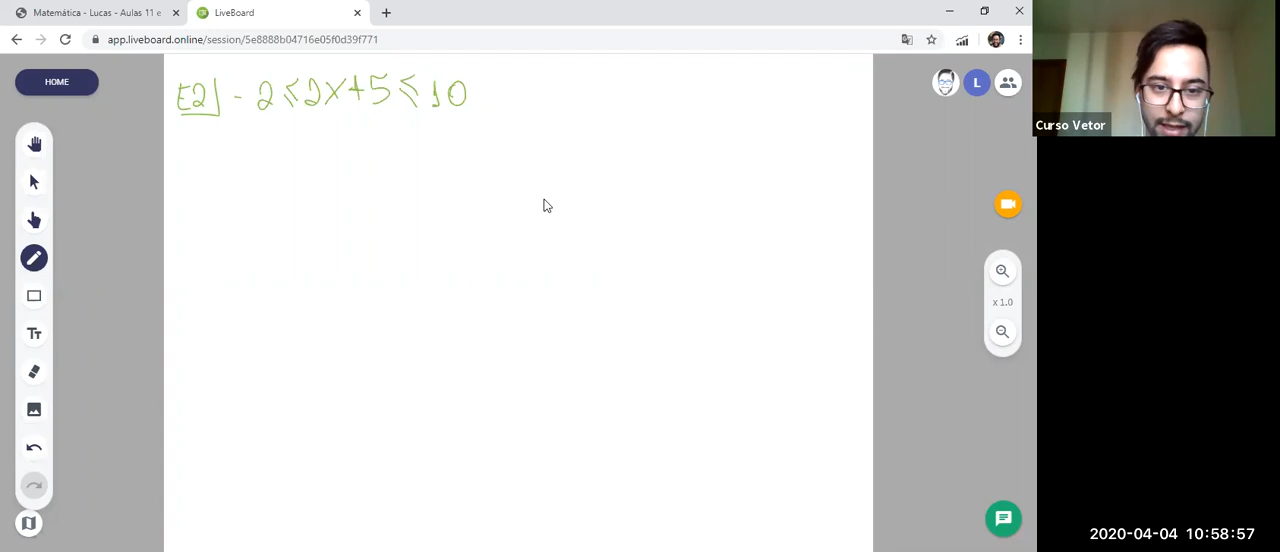 Matemática - Lucas - Aulas 11 e
LiveBoard
app.liveboard.online/session/5e8888b04716e05f0d39f771
HOME
E2] - 2 ≤ 2x + 5 ≤ 10
L
Curso Vetor
x 1.0
Tт
2020-04-04 10:58:57